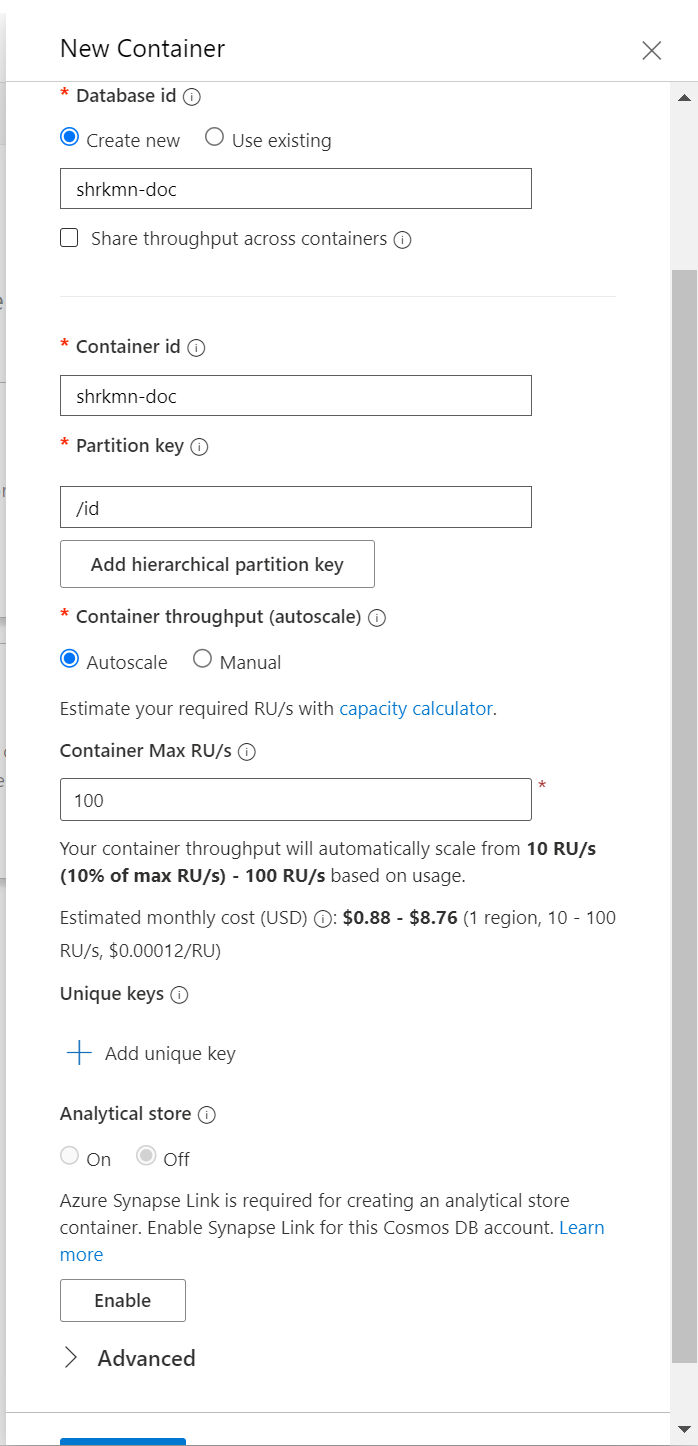 New Container
* Database id
Create new Use existing
shrkmn-doc
Share throughput across containers
* Container id
shrkmn-doc
* Partition key
/id
Add hierarchical partition key
* Container throughput (autoscale)
Autoscale Manual
Estimate your required RU/s with capacity calculator.
Container Max RU/s
100 *
Your container throughput will automatically scale from 10 RU/s
(10% of max RU/s) - 100 RU/s based on usage.
Estimated monthly cost (USD) : $0.88 - $8.76 (1 region, 10 - 100
RU/s, $0.00012/RU)
Unique keys
Add unique key
Analytical store
On Off
Azure Synapse Link is required for creating an analytical store
container. Enable Synapse Link for this Cosmos DB account. Learn
more
Enable
Advanced